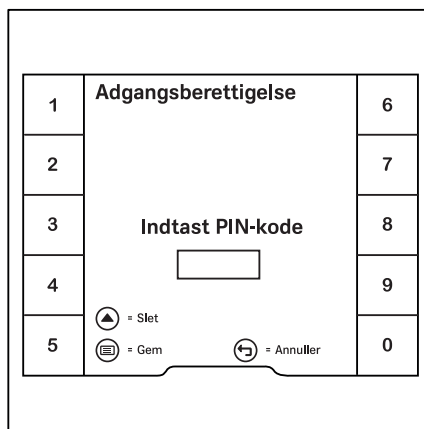 Adgangsberettigelse
1
2
3
4
5
6
7
8
9
0
Indtast PIN-kode
= Slet
= Gem
= Annuller